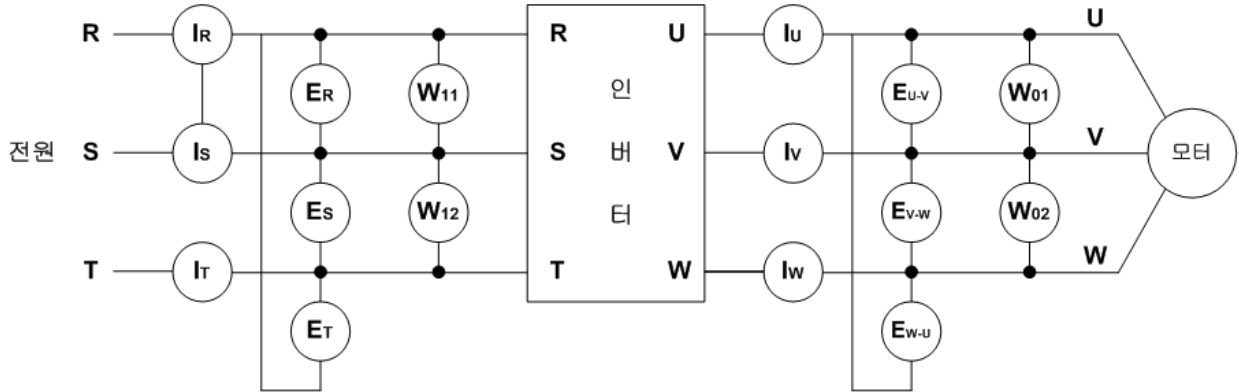 R IR R U IU U
ER W11 인 EU-V W01
전원 S IS S 버 V IV V 모터
ES W12 터 EV-W W02
T IT T W IW W
ET EW-U